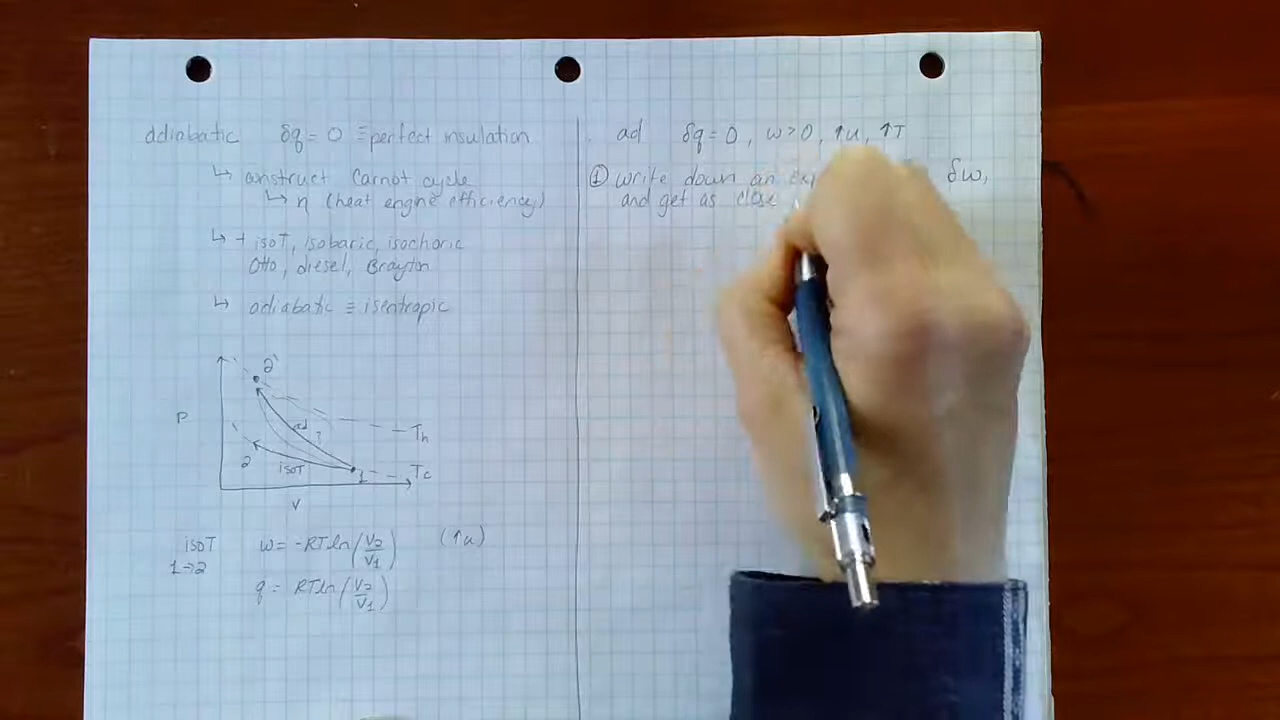 adiabatic δq = 0 ≡ perfect insulation
↳ construct Carnot cycle
↳ η (heat engine efficiency)
↳ + isoT, isobaric, isochoric
Otto, diesel, Brayton
↳ adiabatic ≡ isentropic
2'
P
ad
?
Th
2
isoT
1
Tc
V
isoT w = -RT ln(V2/V1) (↑u)
1→2
q = RT ln(V2/V1)
ad δq = 0, w > 0, ↑u, ↑T
① write down an δw,
and get as close